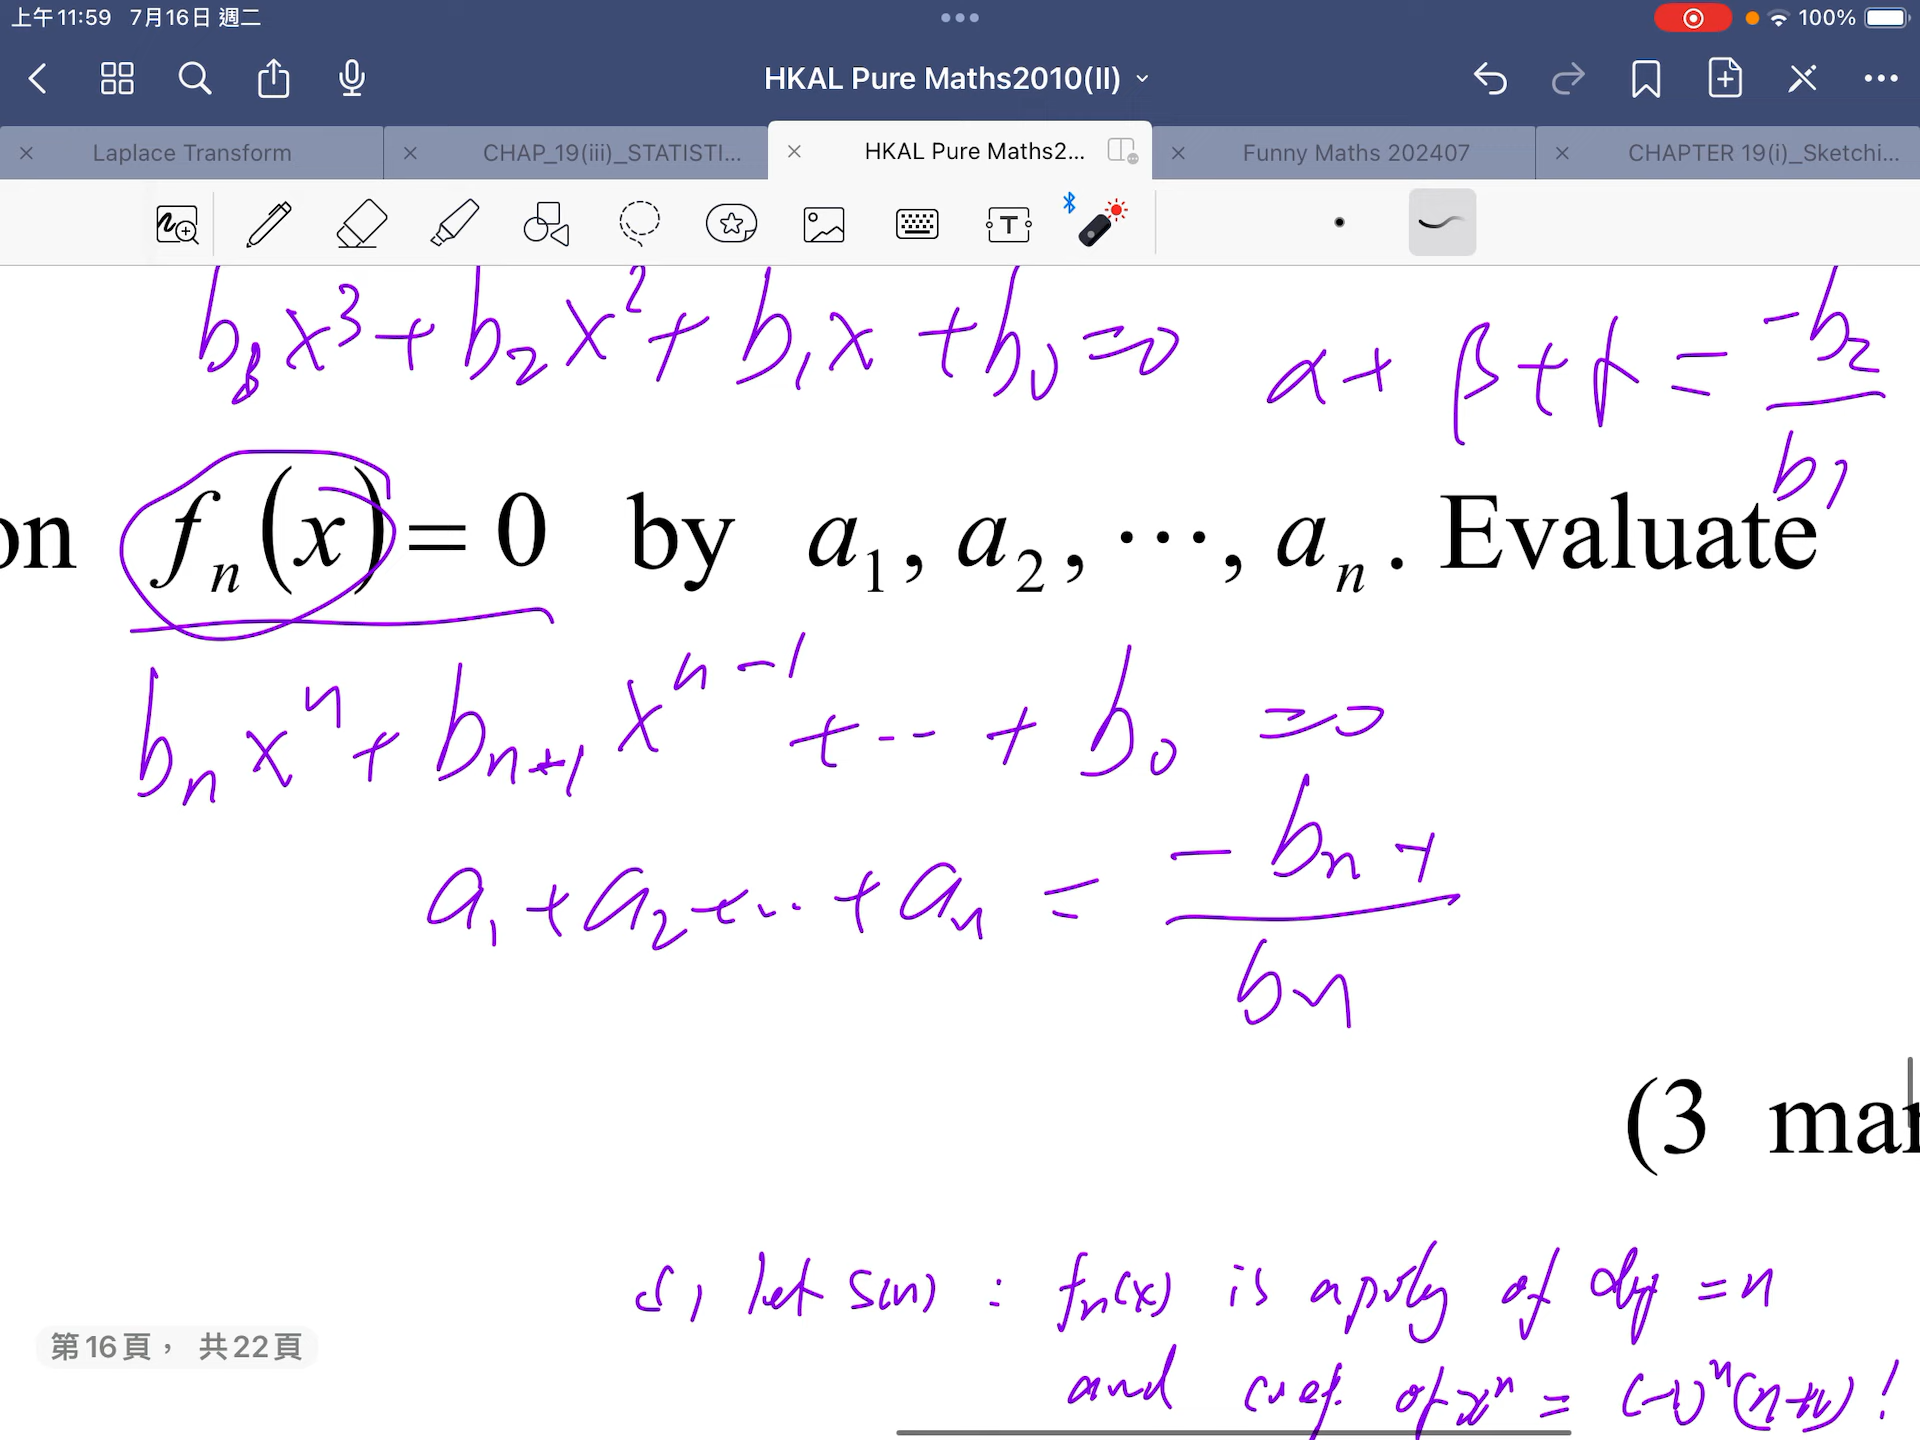 上午11:59 7月16日 週二 100%
HKAL Pure Maths2010(II)
Laplace Transform CHAP_19(iii)_STATISTI... HKAL Pure Maths2... Funny Maths 202407 CHAPTER 19(i)_Sketchi...
b₃x³ + b₂x² + b₁x + b₀ = 0 α + β + γ = -b₂/b₃
on fₙ(x) = 0 by a₁, a₂, ⋯, aₙ. Evaluate
bₙxⁿ + bₙ₋₁xⁿ⁻¹ + ... + b₀ = 0
a₁ + a₂ + ... + aₙ = -bₙ₋₁/bₙ
(3 mar
let S(n) : fₙ(x) is a poly of deg = n
第16頁, 共22頁
and coef. of xⁿ = (-1)ⁿ(n+1)!